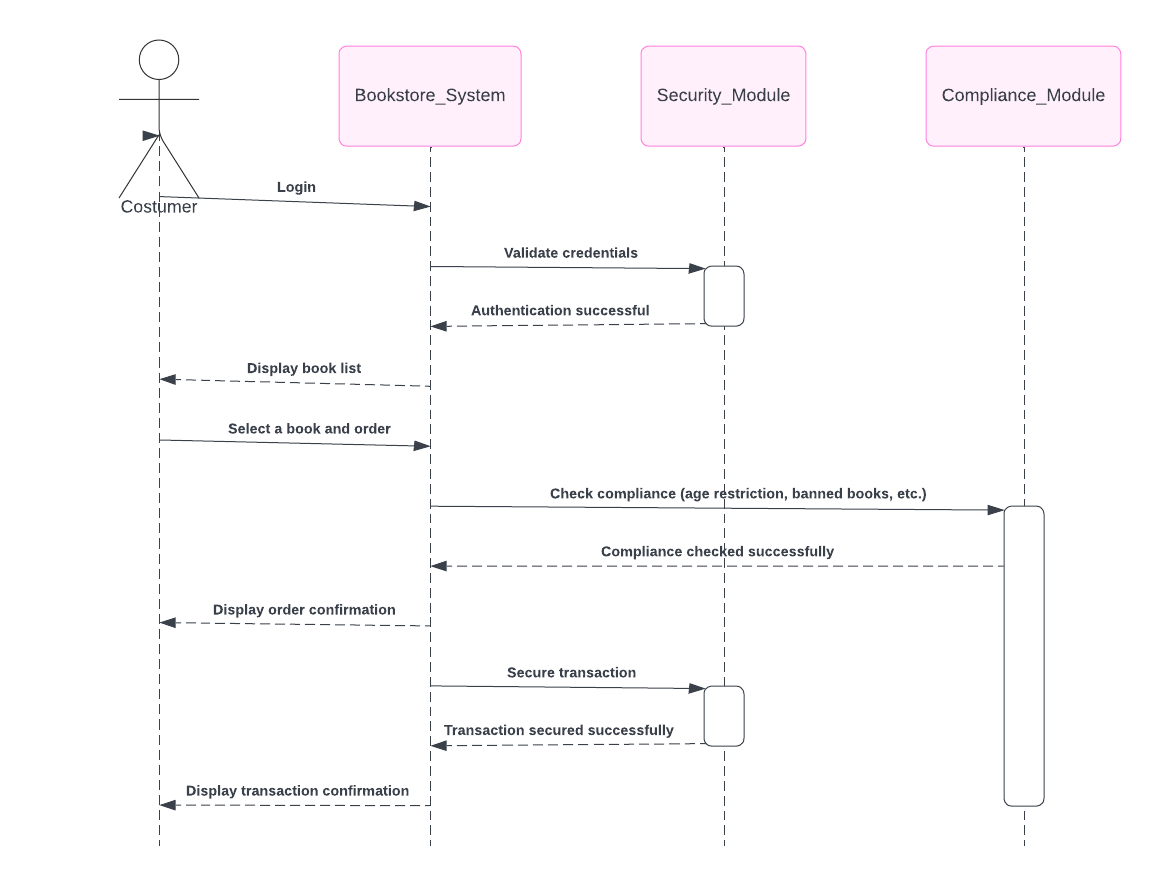 Bookstore_System
Security_Module
Compliance_Module
Costumer
Login
Validate credentials
Authentication successful
Display book list
Select a book and order
Check compliance (age restriction, banned books, etc.)
Compliance checked successfully
Display order confirmation
Secure transaction
Transaction secured successfully
Display transaction confirmation